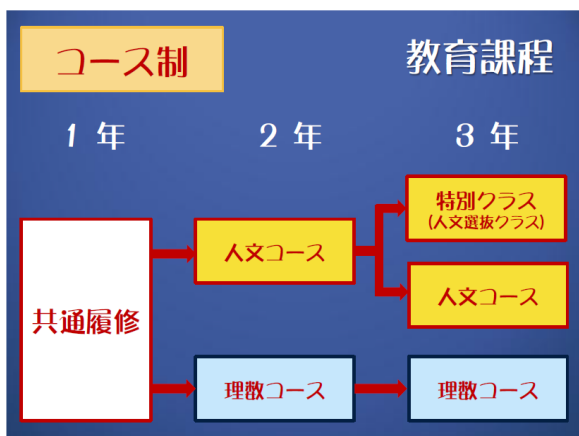 コース制
教育課程
1 年
2 年
3 年
特別クラス
(人文選抜クラス)
人文コース
人文コース
共通履修
理数コース
理数コース